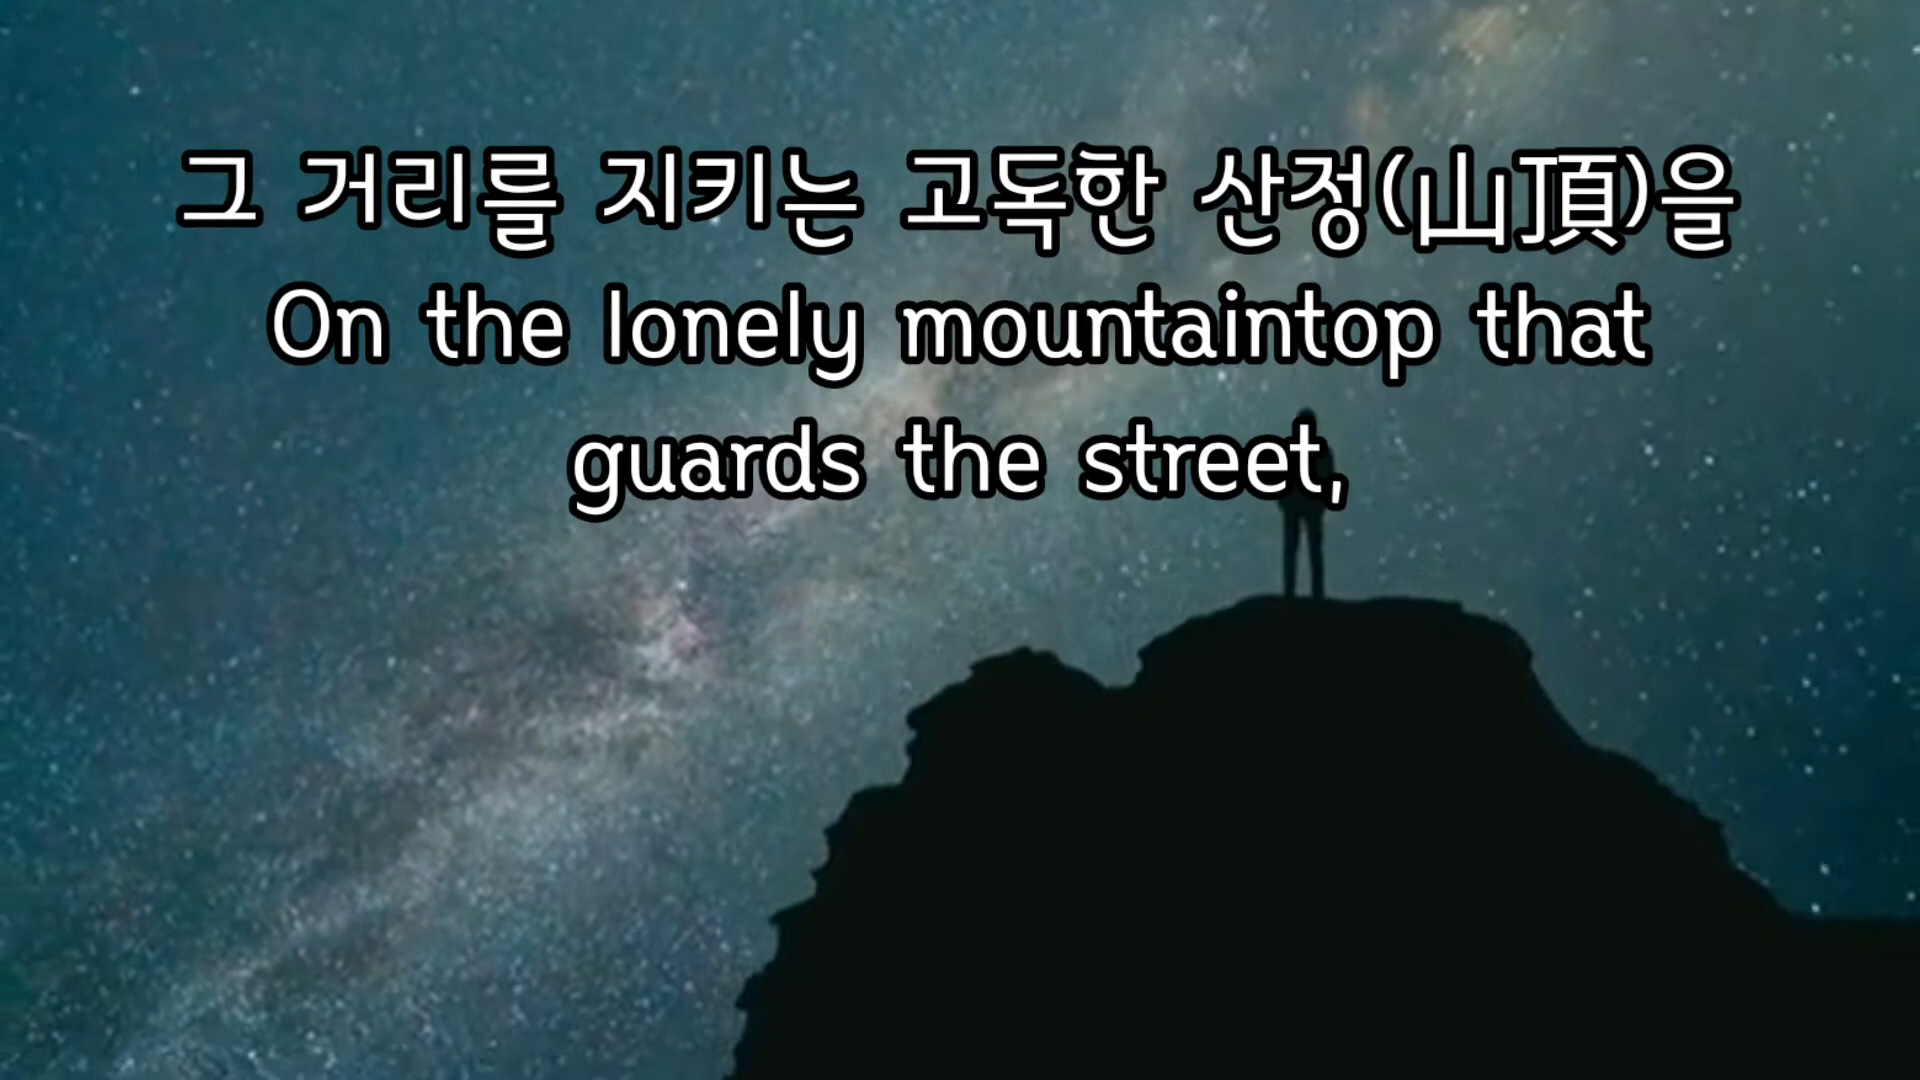 그 거리를 지키는 고독한 산정(山頂)을
On the lonely mountaintop that
guards the street,